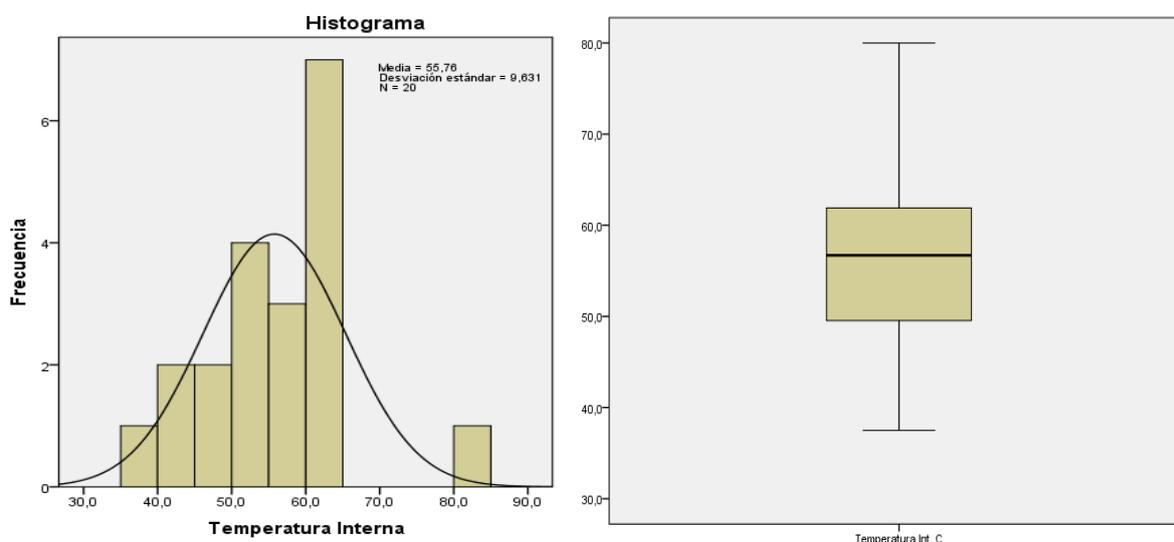 Histograma
Media = 55,76
Desviación estándar = 9,631
N = 20
6
4
2
0
Frecuencia
30,0 40,0 50,0 60,0 70,0 80,0 90,0
Temperatura Interna
80,0
70,0
60,0
50,0
40,0
30,0
Temperatura Int. C